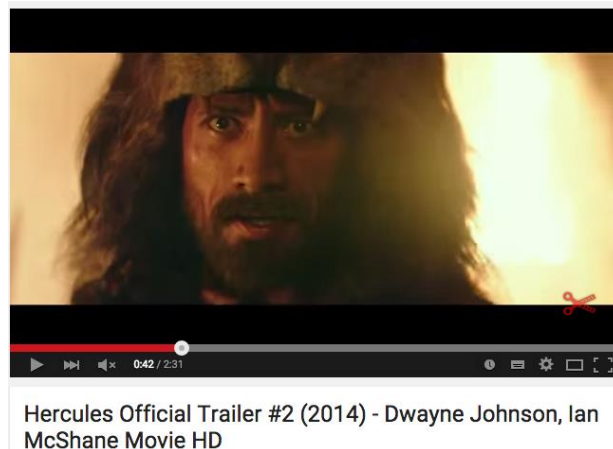 0:42 / 2:31
Hercules Official Trailer #2 (2014) - Dwayne Johnson, Ian
McShane Movie HD